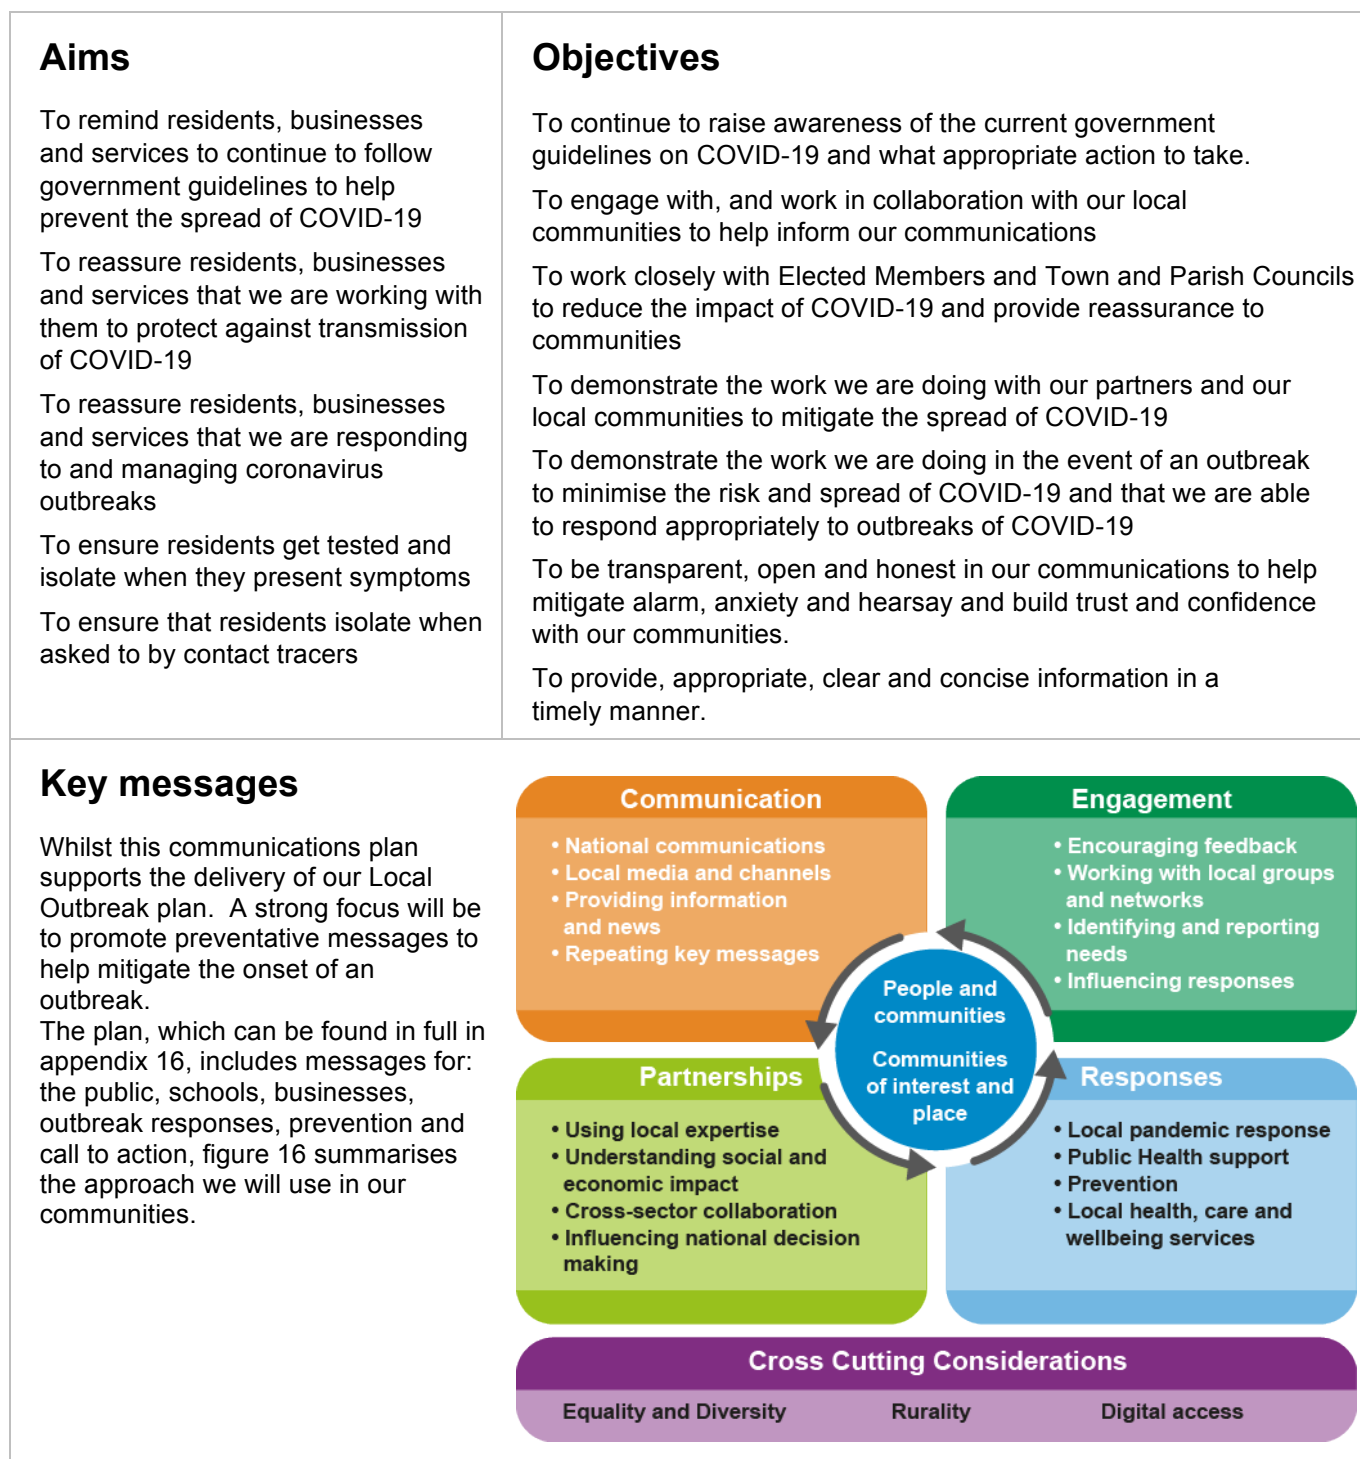 Aims
To remind residents, businesses
and services to continue to follow
government guidelines to help
prevent the spread of COVID-19
To reassure residents, businesses
and services that we are working with
them to protect against transmission
of COVID-19
To reassure residents, businesses
and services that we are responding
to and managing coronavirus
outbreaks
To ensure residents get tested and
isolate when they present symptoms
To ensure that residents isolate when
asked to by contact tracers
Objectives
To continue to raise awareness of the current government
guidelines on COVID-19 and what appropriate action to take.
To engage with, and work in collaboration with our local
communities to help inform our communications
To work closely with Elected Members and Town and Parish Councils
to reduce the impact of COVID-19 and provide reassurance to
communities
To demonstrate the work we are doing with our partners and our
local communities to mitigate the spread of COVID-19
To demonstrate the work we are doing in the event of an outbreak
to minimise the risk and spread of COVID-19 and that we are able
to respond appropriately to outbreaks of COVID-19
To be transparent, open and honest in our communications to help
mitigate alarm, anxiety and hearsay and build trust and confidence
with our communities.
To provide, appropriate, clear and concise information in a
timely manner.
Key messages
Whilst this communications plan
supports the delivery of our Local
Outbreak plan.  A strong focus will be
to promote preventative messages to
help mitigate the onset of an
outbreak.
The plan, which can be found in full in
appendix 16, includes messages for:
the public, schools, businesses,
outbreak responses, prevention and
call to action, figure 16 summarises
the approach we will use in our
communities.
Communication
• National communications
• Local media and channels
• Providing information
and news
• Repeating key messages
Engagement
• Encouraging feedback
• Working with local groups
and networks
• Identifying and reporting
needs
• Influencing responses
People and
communities
Communities
of interest and
place
Partnerships
• Using local expertise
• Understanding social and
economic impact
• Cross-sector collaboration
• Influencing national decision
making
Responses
• Local pandemic response
• Public Health support
• Prevention
• Local health, care and
wellbeing services
Cross Cutting Considerations
Equality and Diversity
Rurality
Digital access